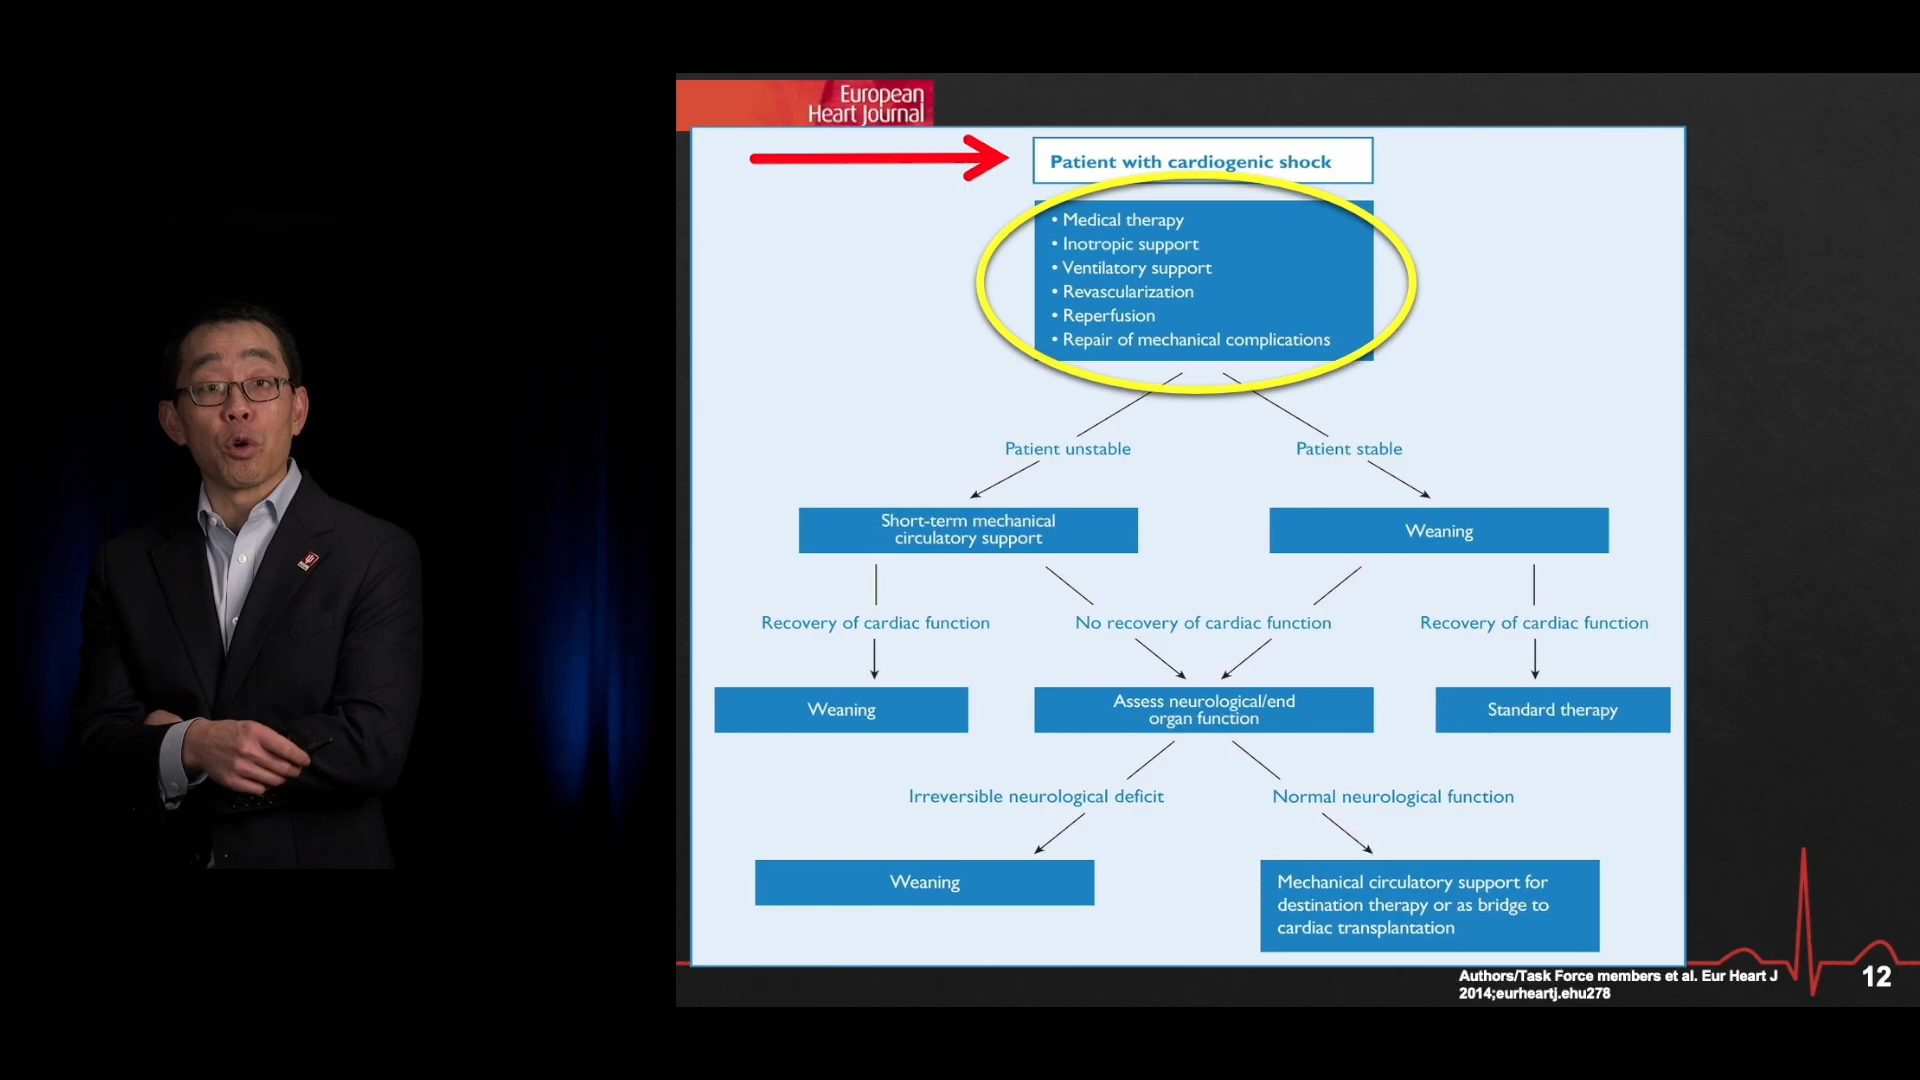 European
Heart Journal
Patient with cardiogenic shock
• Medical therapy
• Inotropic support
• Ventilatory support
• Revascularization
• Reperfusion
• Repair of mechanical complications
Patient unstable
Patient stable
Short-term mechanical
circulatory support
Weaning
Recovery of cardiac function
No recovery of cardiac function
Recovery of cardiac function
Weaning
Assess neurological/end
organ function
Standard therapy
Irreversible neurological deficit
Normal neurological function
Weaning
Mechanical circulatory support for
destination therapy or as bridge to
cardiac transplantation
Authors/Task Force members et al. Eur Heart J
2014;eurheartj.ehu278
12